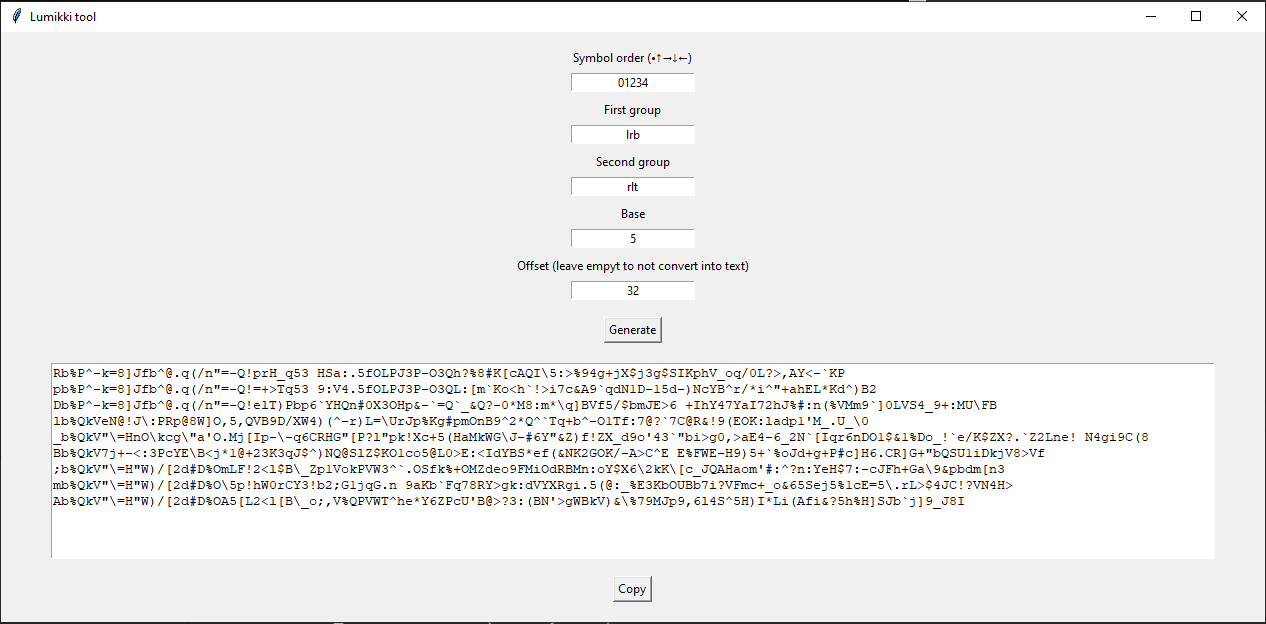 Lumikki tool
Symbol order (•↑→↓←)
01234
First group
lrb
Second group
rlt
Base
5
Offset (leave empyt to not convert into text)
32
Generate
Rb%P^-k=8]Jfb^@.q(/n"=-Q!prH_q53 HSa:.5fOLPJ3P-O3Qh?%8#K[cAQI\5:>%94g+jX$j3g$SIKphV_oq/0L?>,AY<-`KP
pb%P^-k=8]Jfb^@.q(/n"=-Q!=+>Tq53 9:V4.5fOLPJ3P-O3QL:[m`Ko<h`!>i7c&A9`qdNlD-15d-)NcYB^r/*i^"+ahEL*Kd^)B2
Db%P^-k=8]Jfb^@.q(/n"=-Q!elT)Pbp6`YHQn#0X3OHp&-`=Q`_&Q?-0*M8:m*\q]BVf5/$bmJE>6 +IhY47YaI72hJ%#:n(%VMm9`]0LVS4_9+:MU\FB
lb%QkVeN@!J\:PRp@8W]O,5,QVB9D/XW4)(^-r)L=\UrJp%Kg#pmOnB9^2*Q^`Tq+b^-OlTf:7@?`7C@R&!9(EOK:1adpl'M_.U_\0
_b%QkV"\=HnO\kcg\"a'O.Mj[Ip-\-q6CRHG"[P?l"pk!Xc+5(HaMkWG\J-#6Y"&Z)f!ZX_d9o'43`"bi>g0,>aE4-6_2N`[Iqr6nDOl$&l%Do_!`e/K$ZX?.`Z2Lne! N4gi9C(8
Bb%QkV7j+-<:3PcYE\B<j*l@+23K3qJ$^)NQ@SlZ$KOlco5@L0>E:<IdYBS*ef(&NK2GOK/-A>C^E E%FWE-H9)5+`%oJd+g+P#c]H6.CR]G+"bQSUliDkjV8>Vf
;b%QkV"\=H"W)/[2d#D%OmLF!2<l$B\_ZplVokPVW3^`.OSfk%+OMZdeo9FMiOdRBMn:oY$X6\2kK\[c_JQAHaom'#:^?n:YeH$7:-cJFh+Ga\9&pbdm[n3
mb%QkV"\=H"W)/[2d#D%O\5p!hW0rCY3!b2;GljqG.n 9aKb`Fq78RY>gk:dVYXRgi.5(@:_%E3KbOUBb7i?VFmc+_o&65Sej5%lcE=5\.rL>$4JC!?VN4H>
Ab%QkV"\=H"W)/[2d#D%OA5[L2<l[B\_o;,V%QPVWT^he*Y6ZPcU'B@>?3:(BN'>gWBkV)&\%79MJp9,6l4S^5H)I*Li(Afi&?5h%H]SJb`j]9_J8I
Copy